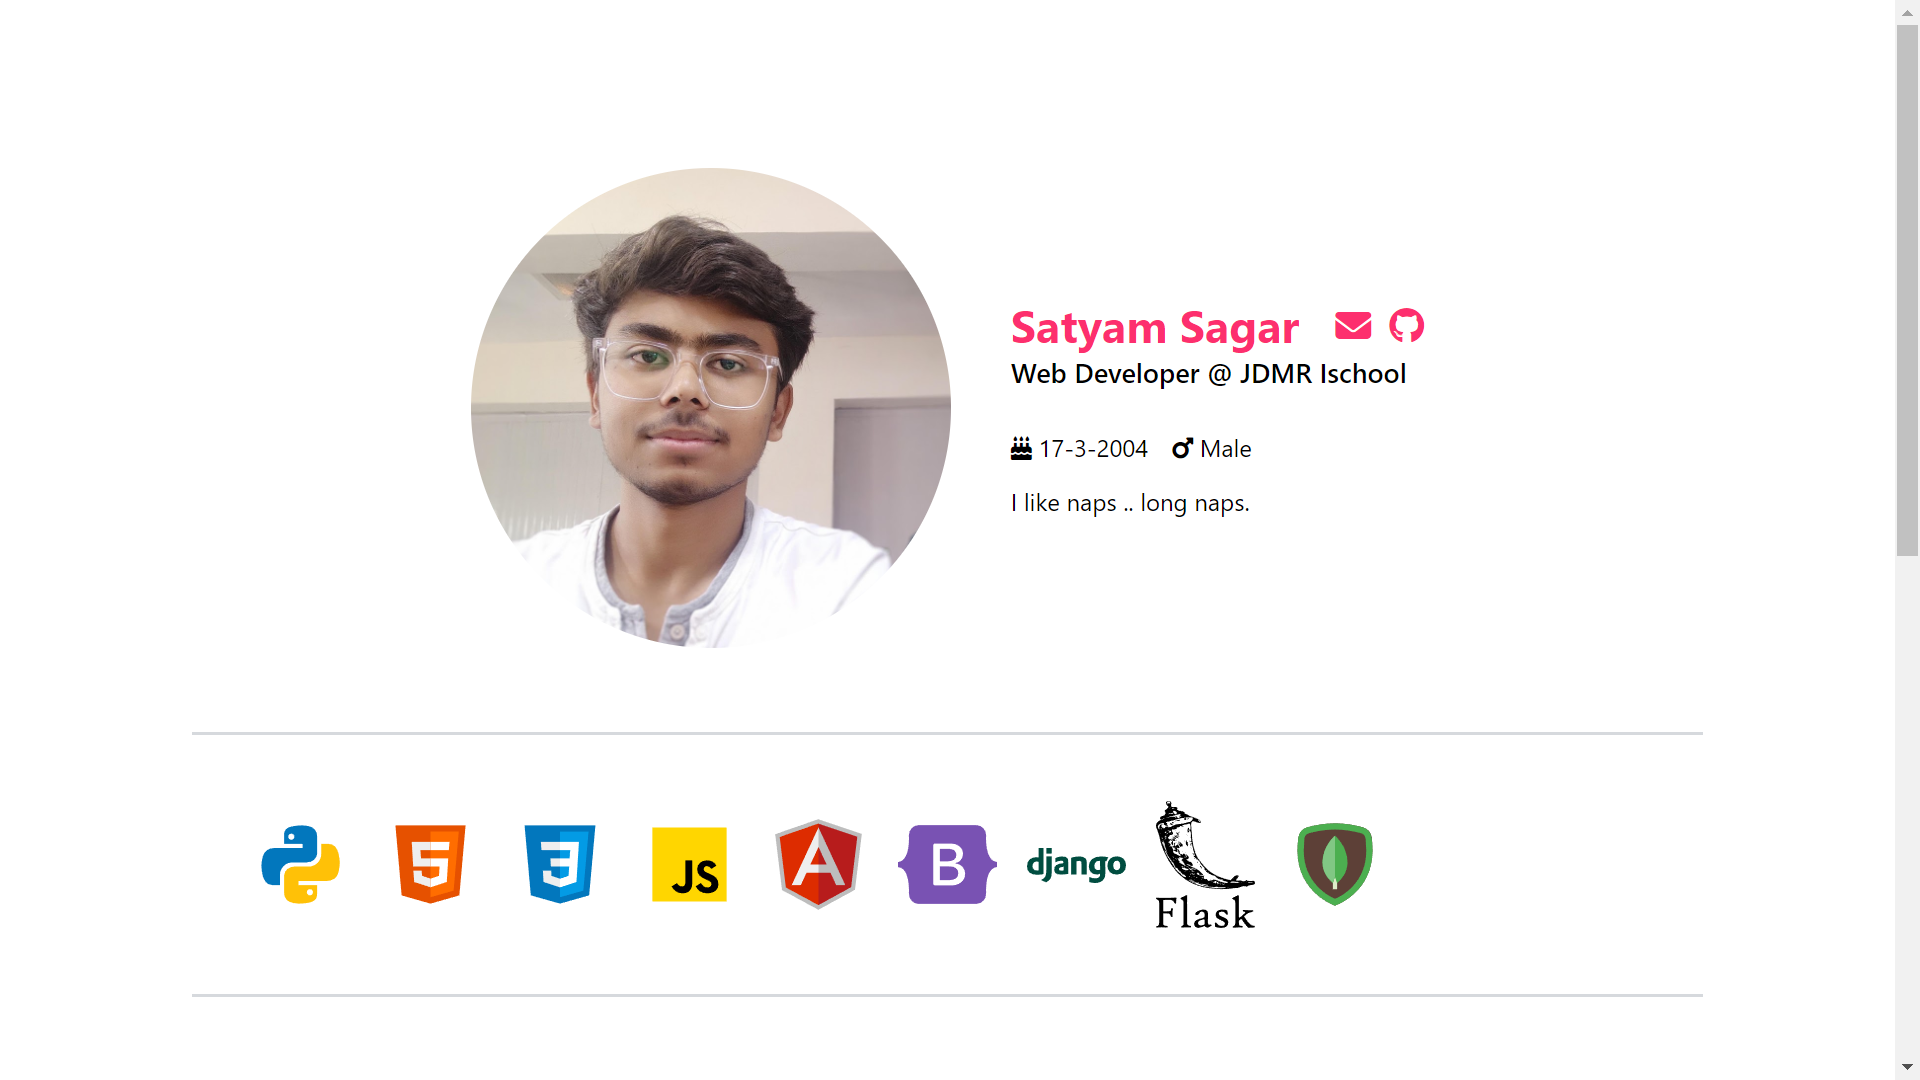 Satyam Sagar
Web Developer @ JDMR Ischool
17-3-2004 Male
I like naps .. long naps.
5 3 JS A B django
Flask